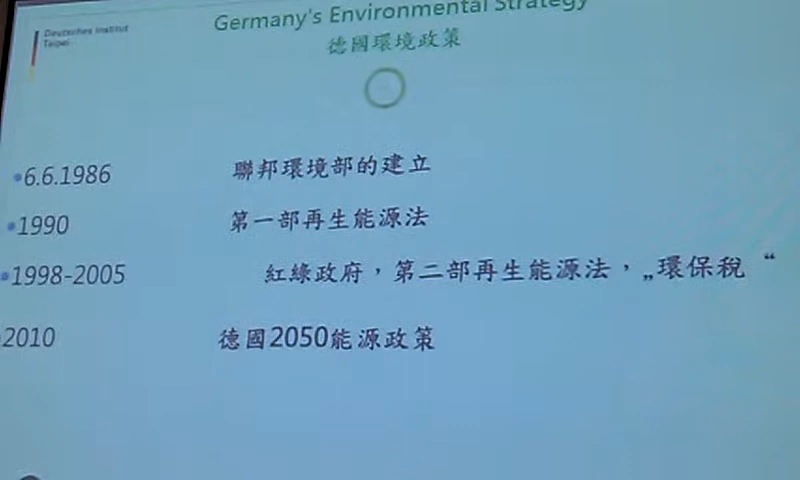 Deutsches Institut
Taipei
Germany's Environmental Strategy
德國環境政策
•6.6.1986 聯邦環境部的建立
•1990 第一部再生能源法
•1998-2005 紅綠政府，第二部再生能源法，„環保稅“
•2010 德國2050能源政策